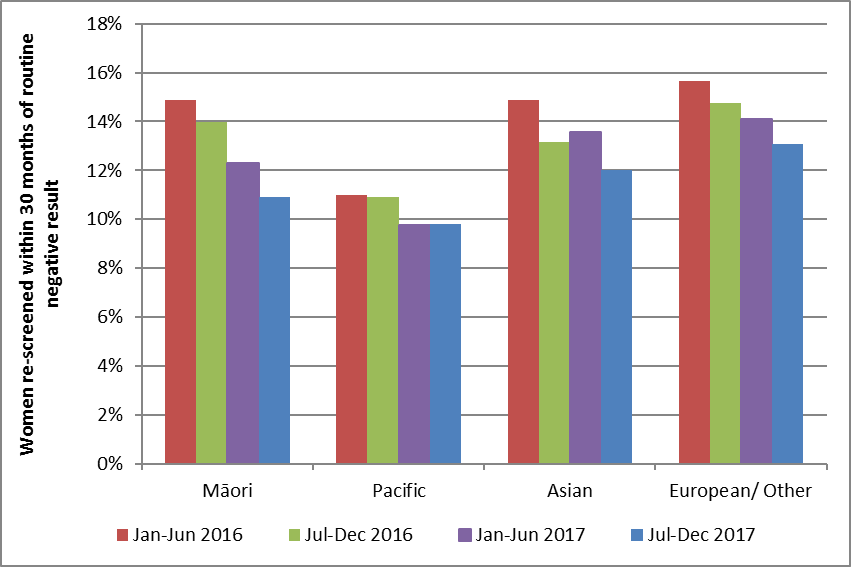 Women re-screened within 30 months of routine
negative result
18%
16%
14%
12%
10%
8%
6%
4%
2%
0%
Māori Pacific Asian European/ Other
Jan-Jun 2016 Jul-Dec 2016 Jan-Jun 2017 Jul-Dec 2017